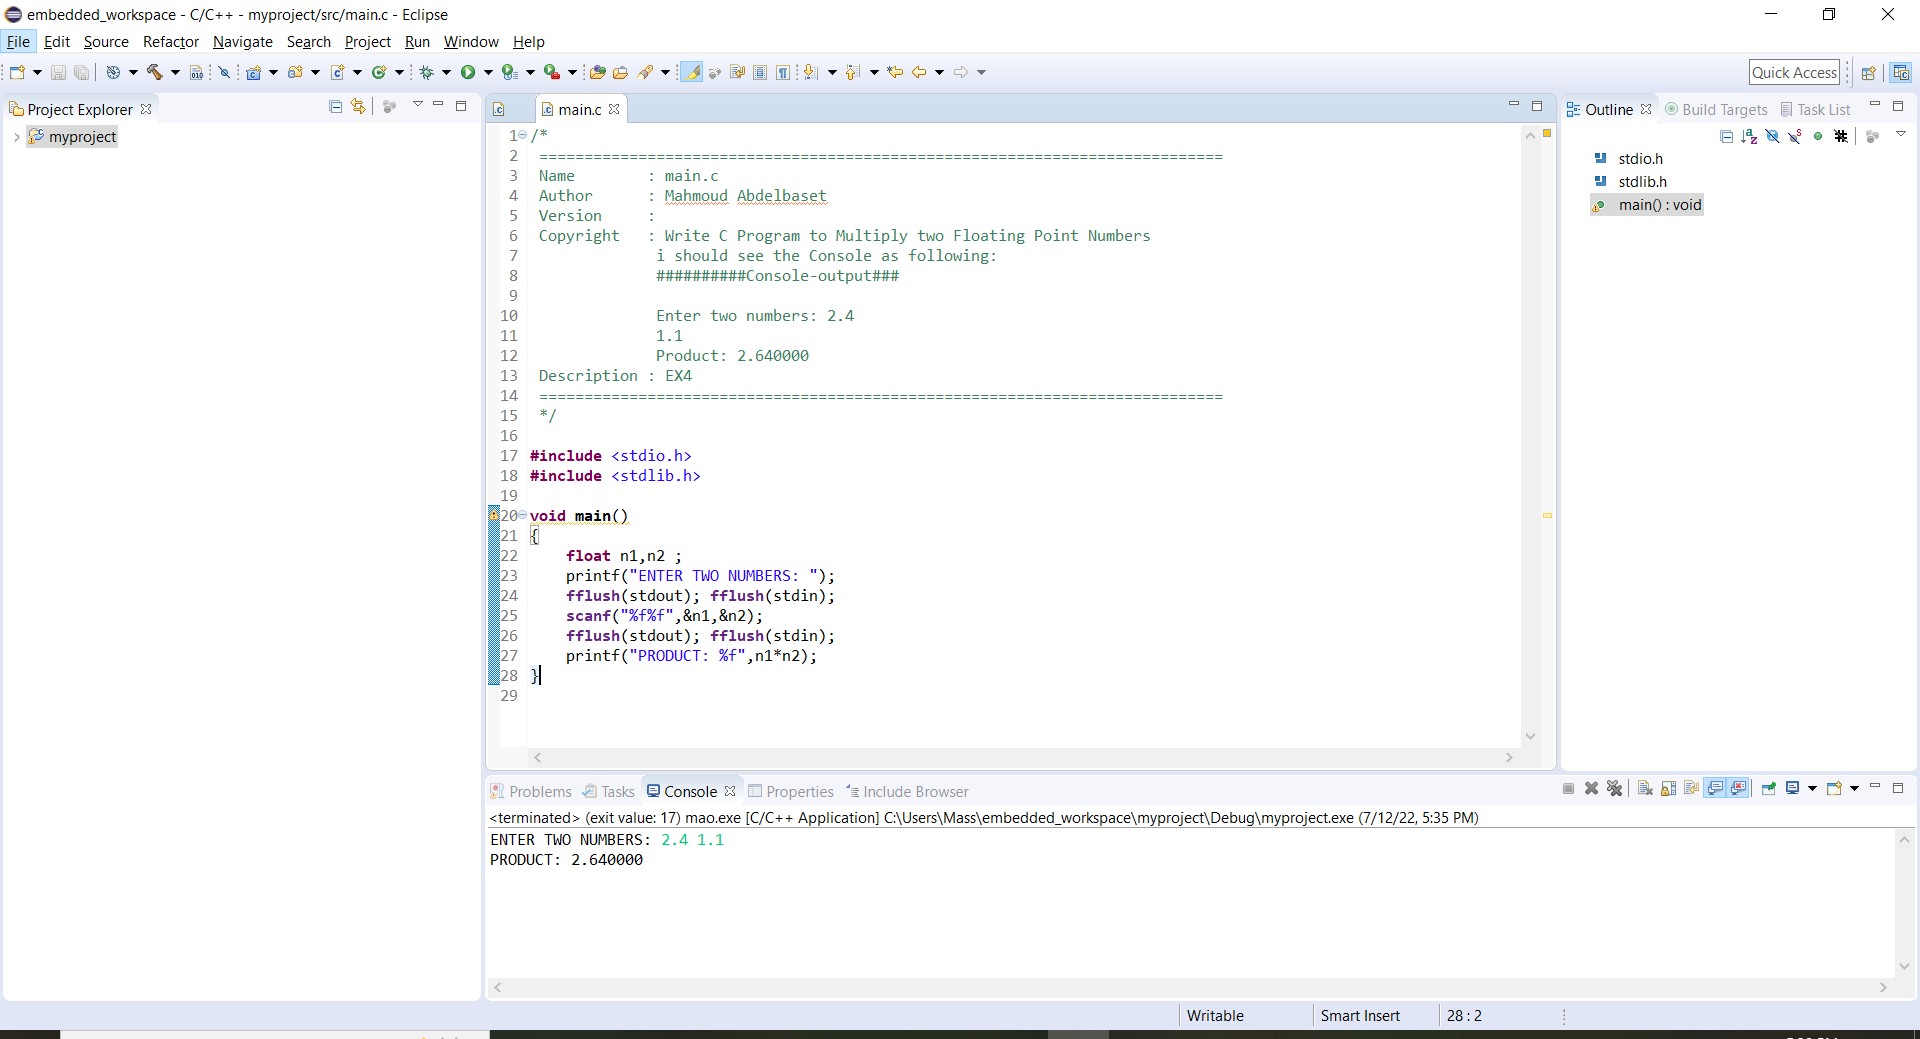 embedded_workspace - C/C++ - myproject/src/main.c - Eclipse
File Edit Source Refactor Navigate Search Project Run Window Help
Quick Access
Project Explorer
myproject
main.c
1 /*
2 ============================================================================
3 Name : main.c
4 Author : Mahmoud Abdelbaset
5 Version :
6 Copyright : Write C Program to Multiply two Floating Point Numbers
7 i should see the Console as following:
8 ##########Console-output###
9
10 Enter two numbers: 2.4
11 1.1
12 Product: 2.640000
13 Description : EX4
14 ============================================================================
15 */
16
17 #include <stdio.h>
18 #include <stdlib.h>
19
20 void main()
21 {
22 float n1,n2 ;
23 printf("ENTER TWO NUMBERS: ");
24 fflush(stdout); fflush(stdin);
25 scanf("%f%f",&n1,&n2);
26 fflush(stdout); fflush(stdin);
27 printf("PRODUCT: %f",n1*n2);
28 }
29
Outline Build Targets Task List
stdio.h
stdlib.h
main() : void
Problems Tasks Console Properties Include Browser
<terminated> (exit value: 17) mao.exe [C/C++ Application] C:\Users\Mass\embedded_workspace\myproject\Debug\myproject.exe (7/12/22, 5:35 PM)
ENTER TWO NUMBERS: 2.4 1.1
PRODUCT: 2.640000
Writable Smart Insert 28 : 2